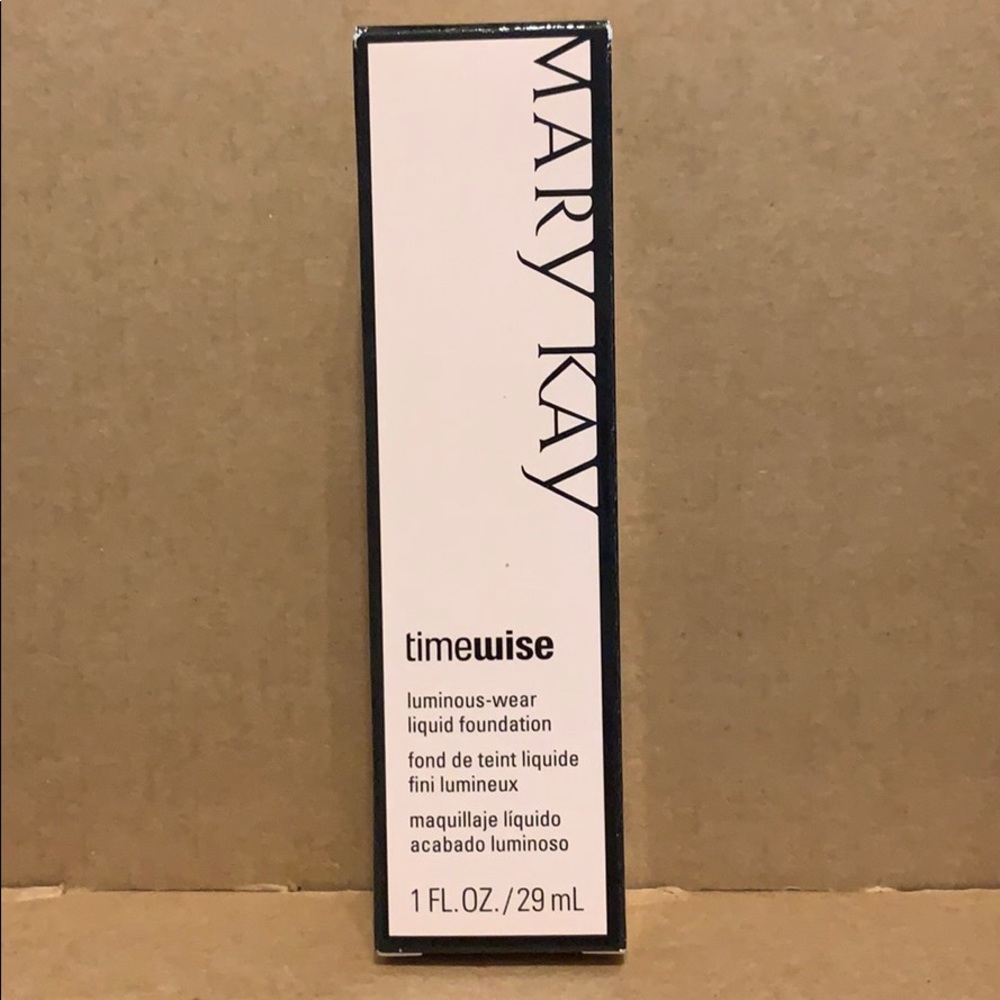 MARY KAY
timewise
luminous-wear
liquid foundation
fond de teint liquide
fini lumineux
maquillaje líquido
acabado luminoso
1 FL.OZ./29 mL